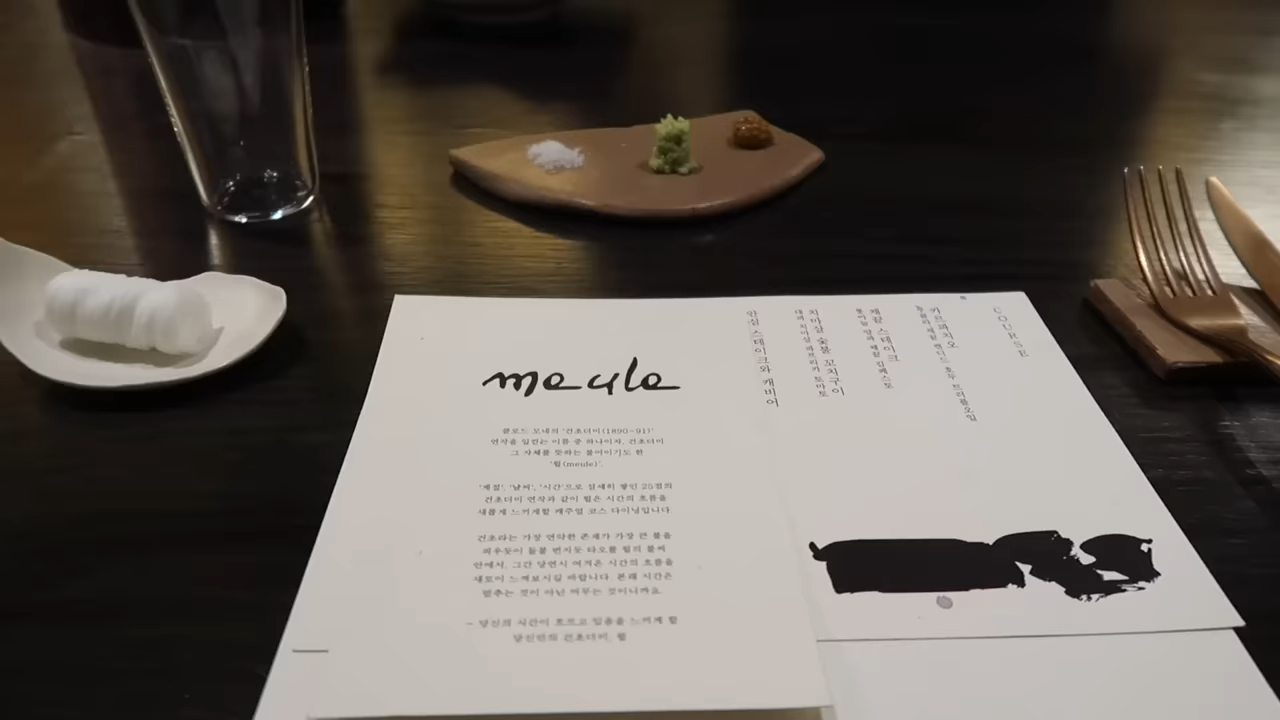 meule
클로드 모네의 '건초더미(1890~91)'
연작을 일컫는 이름 중 하나이자, 건초더미
그 자체를 뜻하는 불어이기도 한
'뮐(meule)'.
'계절', '날씨', '시간'으로 섬세히 쌓인 25점의
건초더미 연작과 같이 뮐은 시간의 흐름을
새롭게 느끼게할 캐주얼 코스 다이닝입니다.
건초라는 가장 연약한 존재가 가장 큰 불을
피우듯이 들불 번지듯 타오를 뮐의 불씨
안에서, 그간 당연시 여겨온 시간의 흐름을
새로이 느껴보시길 바랍니다. 본래 시간은
멈추는 것이 아닌 머무는 것이니까요.
- 당신의 시간이 흐르고 있음을 느끼게 할
당신만의 건초더미, 뮐
COURSE
카르파치오
제철 스테이크
치마살 숯불 꼬치구이
안심 스테이크와 캐비어